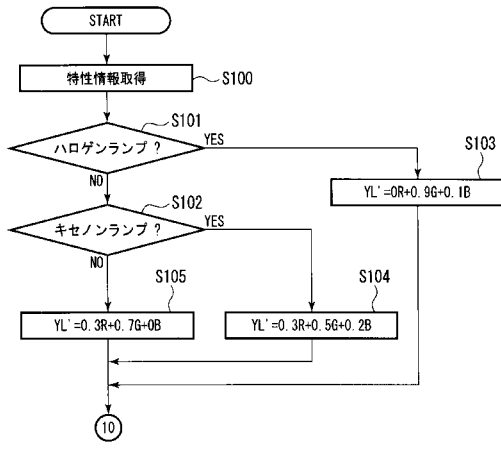 START
特性情報取得
S100
S101
ハロゲンランプ ?
YES
NO
S103
YL'=0R+0.9G+0.1B
S102
キセノンランプ ?
YES
NO
S105
YL'=0.3R+0.7G+0B
S104
YL'=0.3R+0.5G+0.2B
10